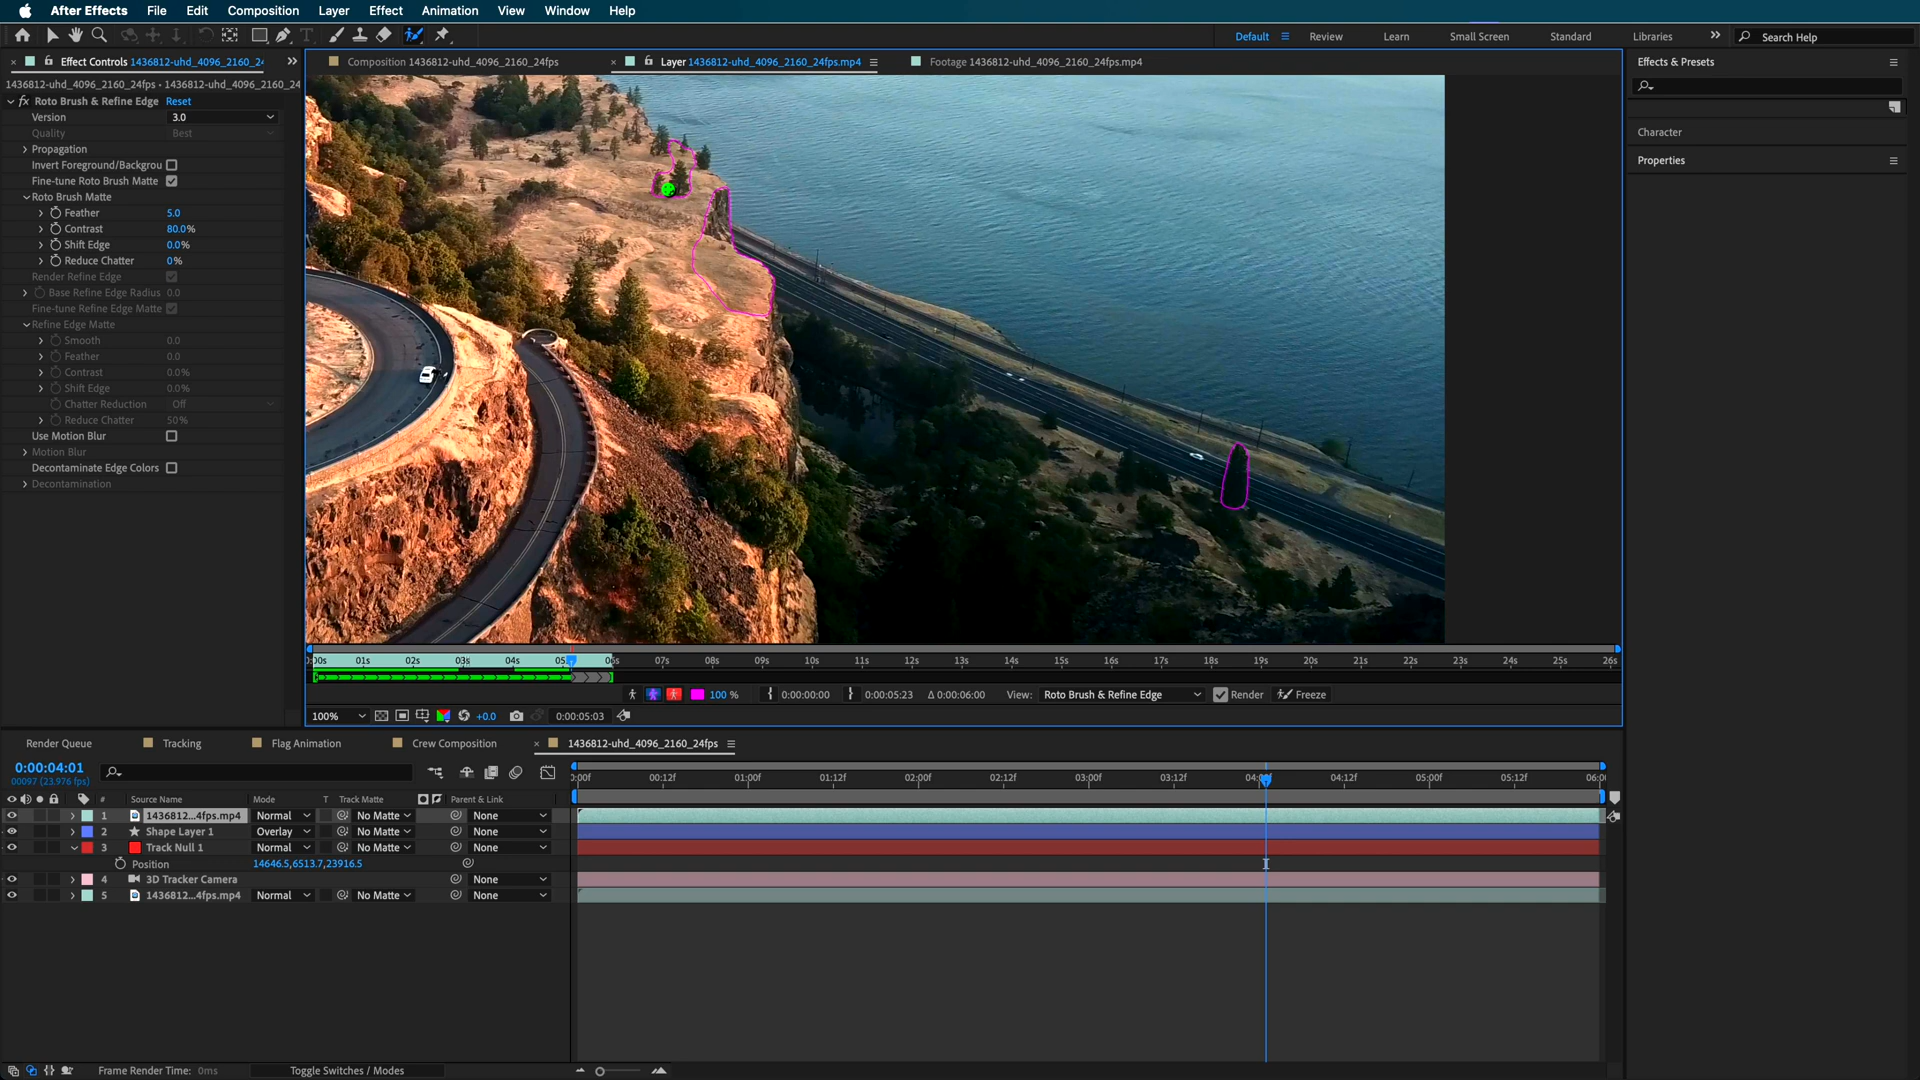 After Effects File Edit Composition Layer Effect Animation View Window Help
Default Review Learn Small Screen Standard Libraries Search Help
Effect Controls 1436812-uhd_4096_2160_24
Composition 1436812-uhd_4096_2160_24fps
Layer 1436812-uhd_4096_2160_24fps.mp4
Footage 1436812-uhd_4096_2160_24fps.mp4
Effects & Presets
Character
Properties
1436812-uhd_4096_2160_24fps.mp4 • 1436812-uhd_4096_2160_24
fx Roto Brush & Refine Edge Reset
Version 3.0
Quality Best
Propagation
Invert Foreground/Backgrou
Fine-tune Roto Brush Matte
Roto Brush Matte
Feather 5.0
Contrast 80.0%
Shift Edge 0.0%
Reduce Chatter 0%
Render Refine Edge
Base Refine Edge Radius 0.0
Fine-tune Refine Edge Matte
Refine Edge Matte
Smooth 0.0
Feather 0.0
Contrast 0.0%
Shift Edge 0.0%
Chatter Reduction Off
Reduce Chatter 50%
Use Motion Blur
Motion Blur
Decontaminate Edge Colors
Decontamination
:00s 01s 02s 03s 04s 05 06s 07s 08s 09s 10s 11s 12s 13s 14s 15s 16s 17s 18s 19s 20s 21s 22s 23s 24s 25s 26s
100 % 0:00:00:00 0:00:05:23 Δ 0:00:06:00 View: Roto Brush & Refine Edge Render Freeze
100% +0.0 0:00:05:03
Render Queue Tracking Flag Animation Crew Composition 1436812-uhd_4096_2160_24fps
0:00:04:01
00097 (23.976 fps)
:00f 00:12f 01:00f 01:12f 02:00f 02:12f 03:00f 03:12f 04:00f 04:12f 05:00f 05:12f 06:00
# Source Name Mode T Track Matte Parent & Link
1 1436812...4fps.mp4 Normal No Matte None
2 Shape Layer 1 Overlay No Matte None
3 Track Null 1 None
Position 14646.5,6513.7,23916.5
4 3D Tracker Camera None
5 1436812...4fps.mp4 Normal No Matte None
Frame Render Time: 0ms Toggle Switches / Modes